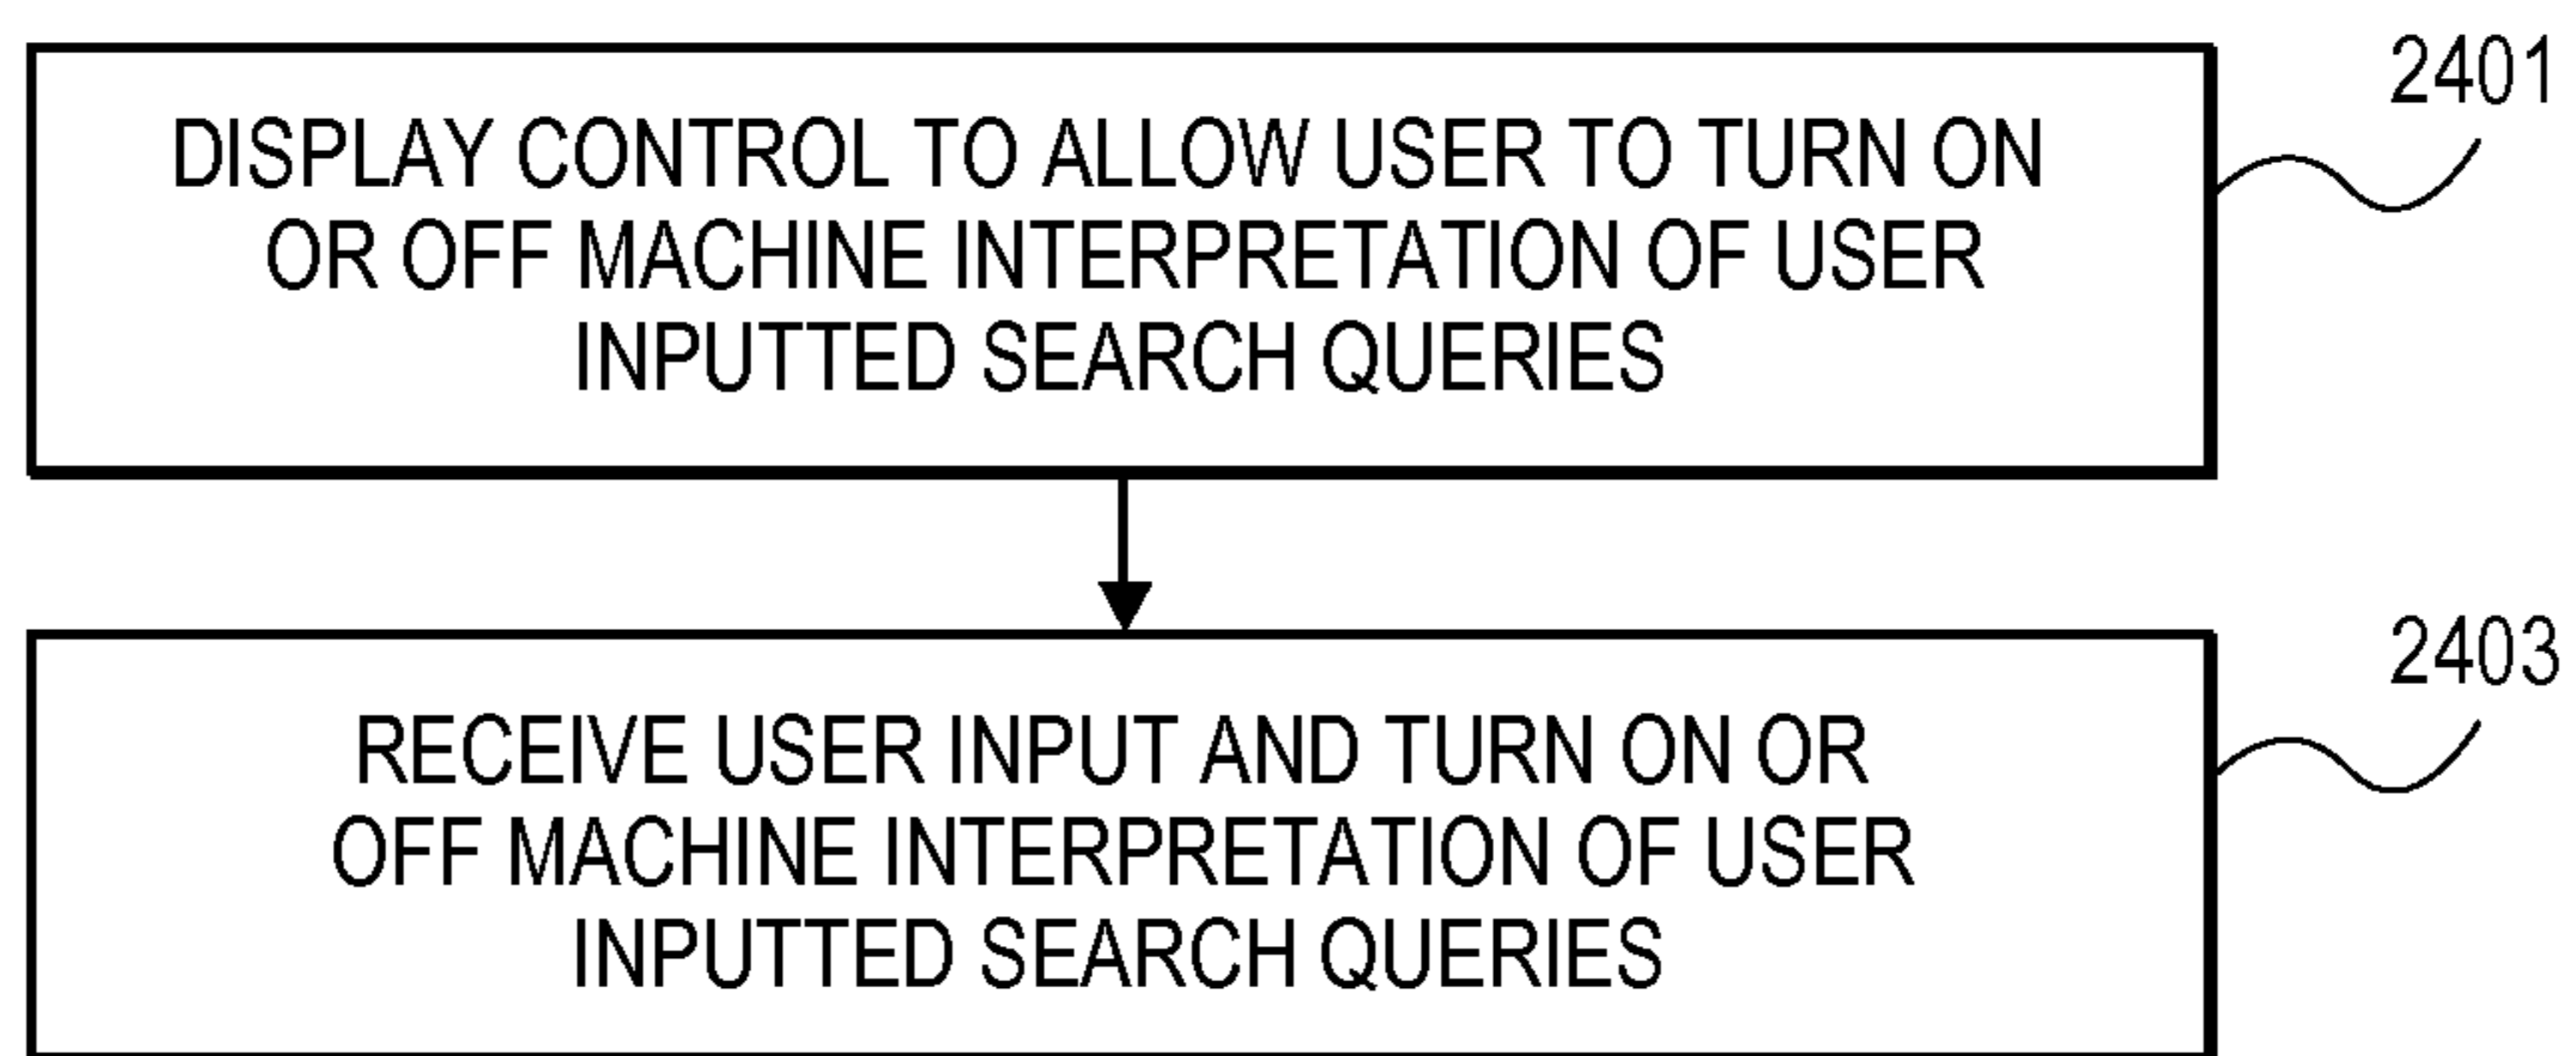 2401
DISPLAY CONTROL TO ALLOW USER TO TURN ON
OR OFF MACHINE INTERPRETATION OF USER
INPUTTED SEARCH QUERIES
2403
RECEIVE USER INPUT AND TURN ON OR
OFF MACHINE INTERPRETATION OF USER
INPUTTED SEARCH QUERIES